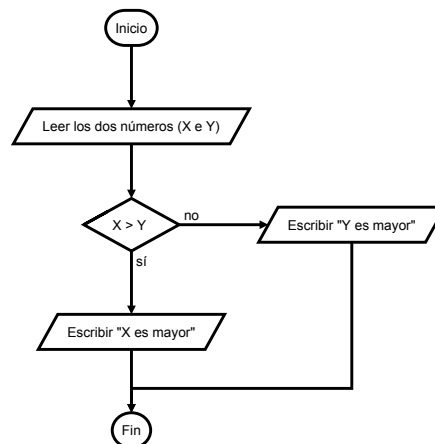 Inicio
Leer los dos números (X e Y)
X > Y
no
Escribir "Y es mayor"
sí
Escribir "X es mayor"
Fin